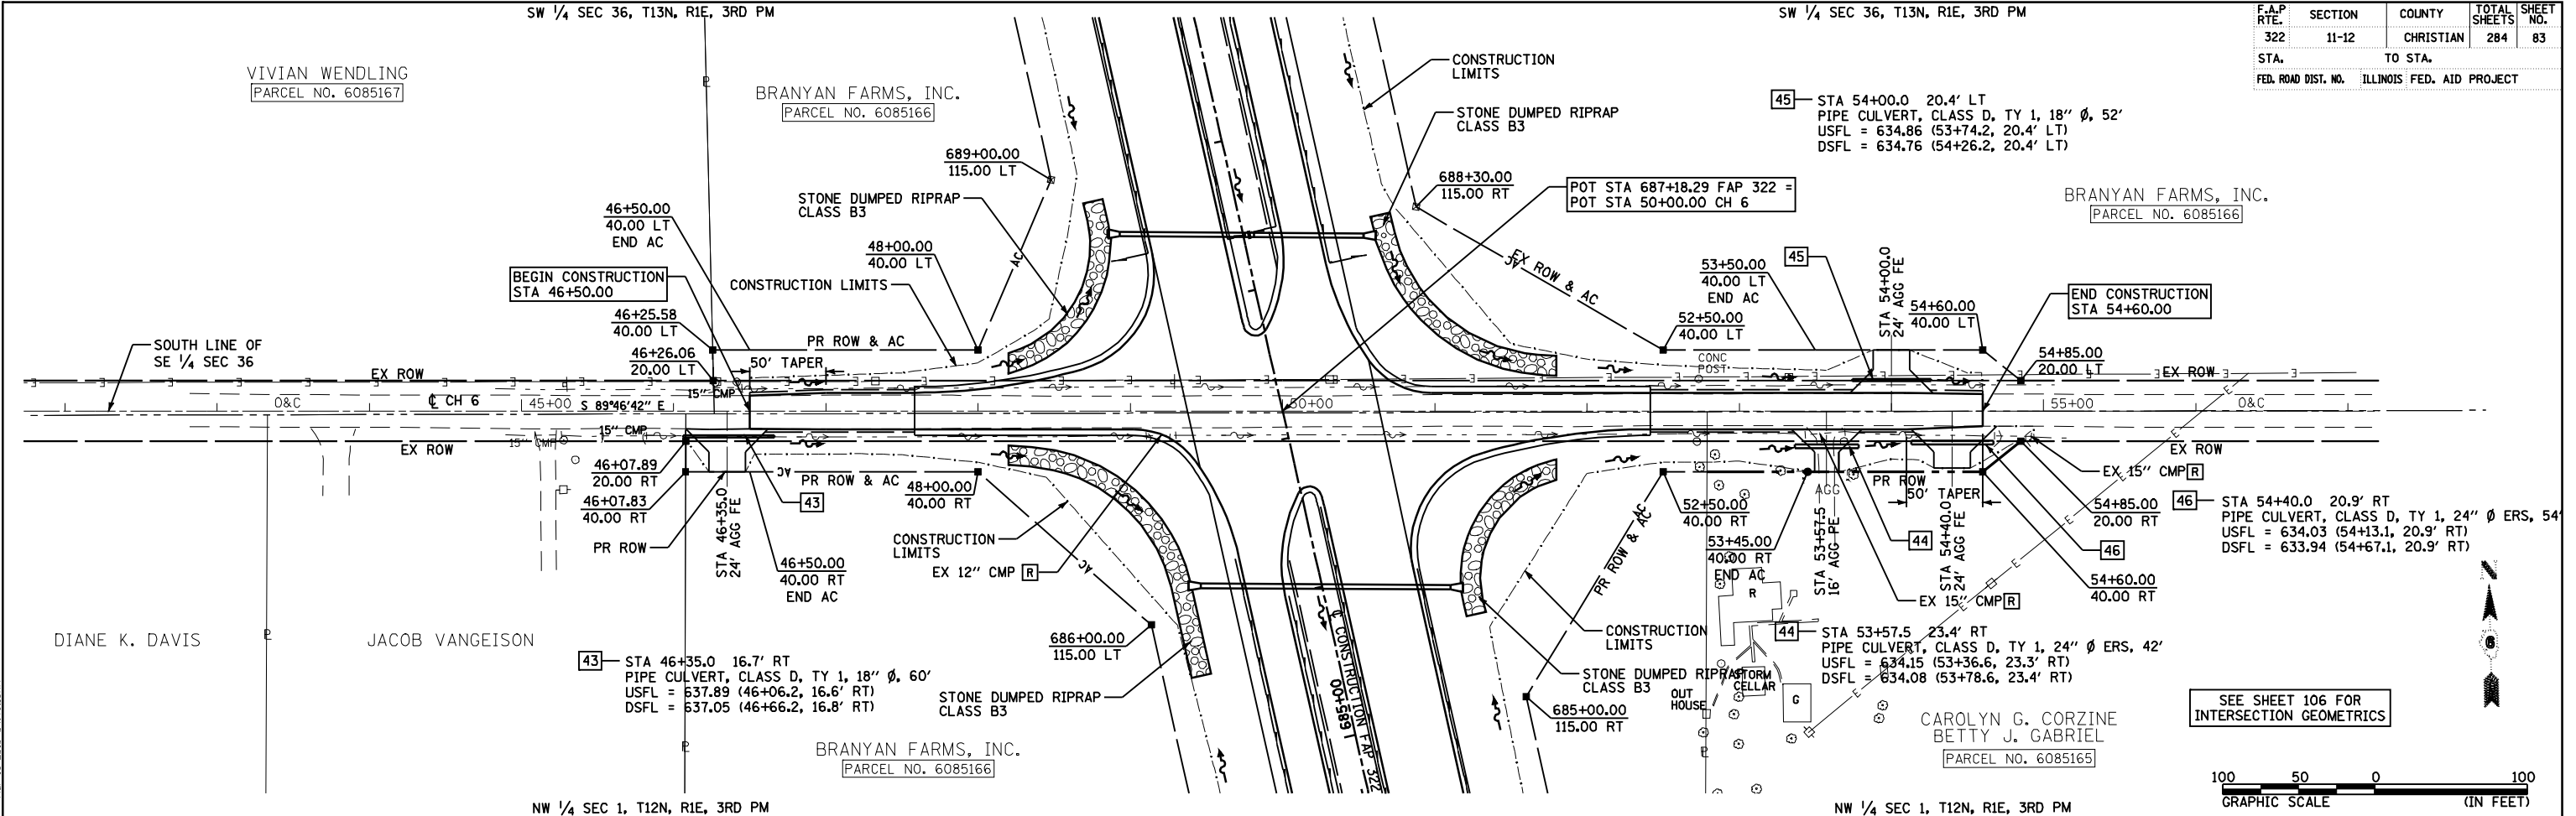 SW 1/4 SEC 36, T13N, R1E, 3RD PM
SW 1/4 SEC 36, T13N, R1E, 3RD PM
F.A.P RTE. SECTION COUNTY TOTAL SHEETS SHEET NO.
322 11-12 CHRISTIAN 284 83
STA. TO STA.
FED. ROAD DIST. NO. ILLINOIS FED. AID PROJECT
VIVIAN WENDLING
PARCEL NO. 6085167
BRANYAN FARMS, INC.
PARCEL NO. 6085166
CONSTRUCTION
LIMITS
STONE DUMPED RIPRAP
CLASS B3
45 STA 54+00.0 20.4' LT
PIPE CULVERT, CLASS D, TY 1, 18" Ø, 52'
USFL = 634.86 (53+74.2, 20.4' LT)
DSFL = 634.76 (54+26.2, 20.4' LT)
689+00.00
115.00 LT
STONE DUMPED RIPRAP
CLASS B3
688+30.00
115.00 RT
POT STA 687+18.29 FAP 322 =
POT STA 50+00.00 CH 6
BRANYAN FARMS, INC.
PARCEL NO. 6085166
46+50.00
40.00 LT
END AC
48+00.00
40.00 LT
AC
EX ROW & AC
AC
53+50.00
40.00 LT
END AC
45
STA 54+00.0
24' AGG FE
54+60.00
40.00 LT
END CONSTRUCTION
STA 54+60.00
BEGIN CONSTRUCTION
STA 46+50.00
CONSTRUCTION LIMITS
46+25.58
40.00 LT
52+50.00
40.00 LT
SOUTH LINE OF
SE 1/4 SEC 36
46+26.06
20.00 LT
PR ROW & AC
50' TAPER
CONC
POST
54+85.00
20.00 LT
EX ROW
EX ROW
15" CMP
O&C
℄ CH 6
45+00
S 89°46'42" E
50+00
55+00
O&C
EX ROW
15" CMP
15" CMP
EX ROW
46+07.89
20.00 RT
46+07.83
40.00 RT
PR ROW
STA 46+35.0
24' AGG FE
AC
PR ROW & AC
43
48+00.00
40.00 RT
46+50.00
40.00 RT
END AC
CONSTRUCTION
LIMITS
EX 12" CMP R
AC
PR ROW & AC
AC
52+50.00
40.00 RT
53+45.00
40.00 RT
END AC
AGG
STA 53+57.5
16' AGG PE
44
PR ROW
50' TAPER
STA 54+40.0
24' AGG FE
EX 15" CMP R
54+85.00
20.00 RT
46
54+60.00
40.00 RT
EX 15" CMP R
46 STA 54+40.0 20.9' RT
PIPE CULVERT, CLASS D, TY 1, 24" Ø ERS, 54'
USFL = 634.03 (54+13.1, 20.9' RT)
DSFL = 633.94 (54+67.1, 20.9' RT)
N
DIANE K. DAVIS
JACOB VANGEISON
43 STA 46+35.0 16.7' RT
PIPE CULVERT, CLASS D, TY 1, 18" Ø, 60'
USFL = 637.89 (46+06.2, 16.6' RT)
DSFL = 637.05 (46+66.2, 16.8' RT)
686+00.00
115.00 LT
STONE DUMPED RIPRAP
CLASS B3
℄ CONSTRUCTION FAP 322
685+00
CONSTRUCTION
LIMITS
STONE DUMPED RIPRAP
CLASS B3
685+00.00
115.00 RT
R
STORM
CELLAR
OUT
HOUSE
G
44 STA 53+57.5 23.4' RT
PIPE CULVERT, CLASS D, TY 1, 24" Ø ERS, 42'
USFL = 634.15 (53+36.6, 23.3' RT)
DSFL = 634.08 (53+78.6, 23.4' RT)
BRANYAN FARMS, INC.
PARCEL NO. 6085166
CAROLYN G. CORZINE
BETTY J. GABRIEL
PARCEL NO. 6085165
SEE SHEET 106 FOR
INTERSECTION GEOMETRICS
100 50 0 100
GRAPHIC SCALE (IN FEET)
NW 1/4 SEC 1, T12N, R1E, 3RD PM
NW 1/4 SEC 1, T12N, R1E, 3RD PM